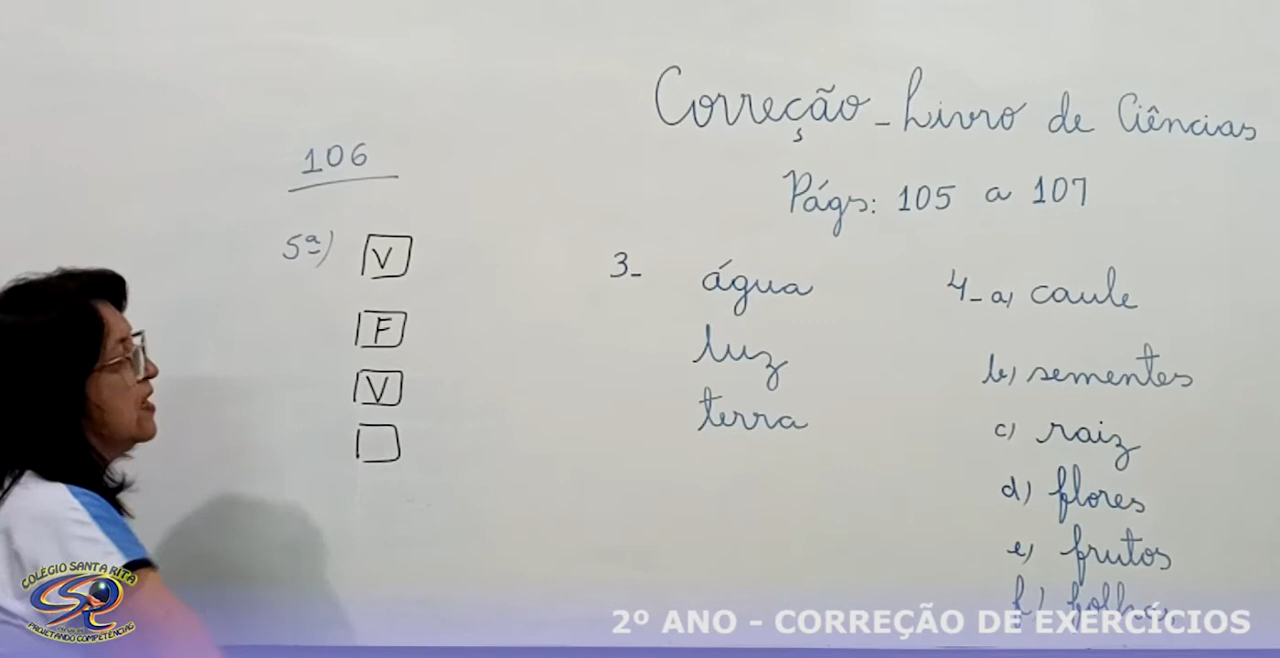 Correção - Livro de Ciências
Págs: 105 a 107
106
5ª) V
F
V
3- água
luz
terra
4- a) caule
b) sementes
c) raiz
d) flores
e) frutos
f) folhas
COLÉGIO SANTA RITA
PROJETANDO COMPETÊNCIAS
2º ANO - CORREÇÃO DE EXERCÍCIOS